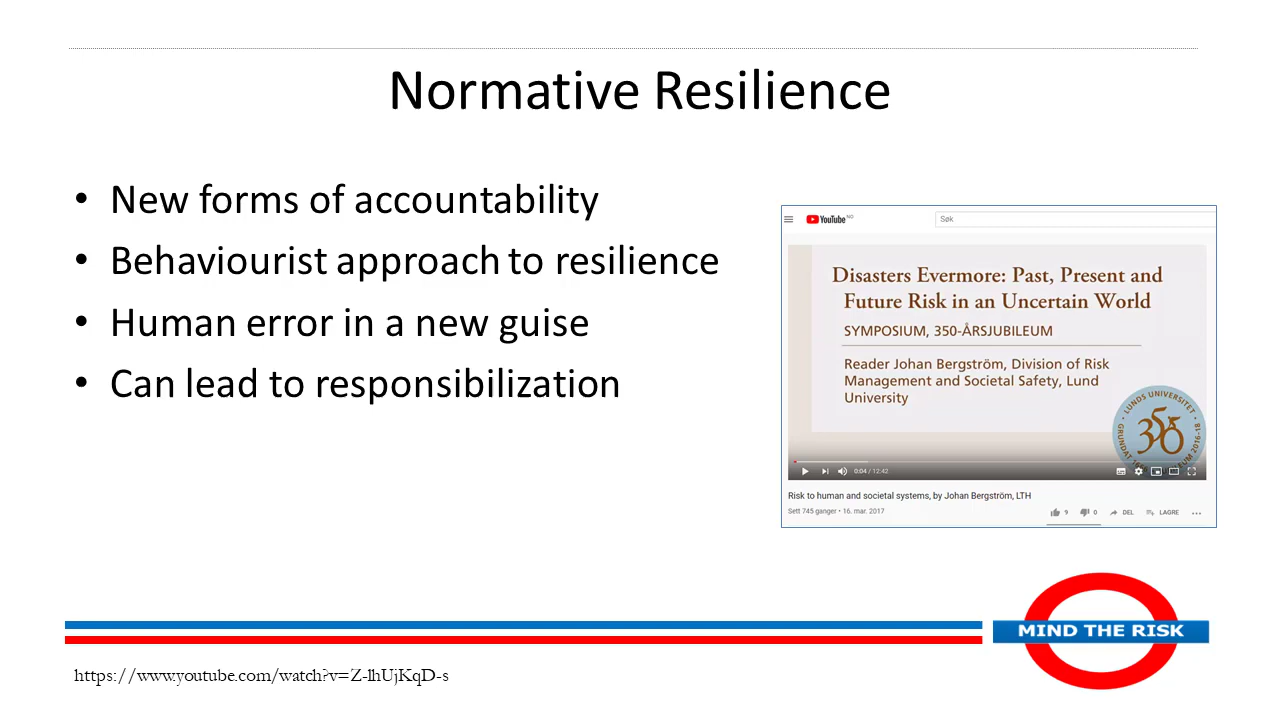 Normative Resilience
• New forms of accountability
• Behaviourist approach to resilience
• Human error in a new guise
• Can lead to responsibilization
YouTube NO
Søk
Disasters Evermore: Past, Present and
Future Risk in an Uncertain World
SYMPOSIUM, 350-ÅRSJUBILEUM
Reader Johan Bergström, Division of Risk
Management and Societal Safety, Lund
University
LUNDS UNIVERSITET
350
0:04 / 12:42
Risk to human and societal systems, by Johan Bergström, LTH
Sett 745 ganger • 16. mar. 2017
9 0 DEL LAGRE
MIND THE RISK
https://www.youtube.com/watch?v=Z-lhUjKqD-s